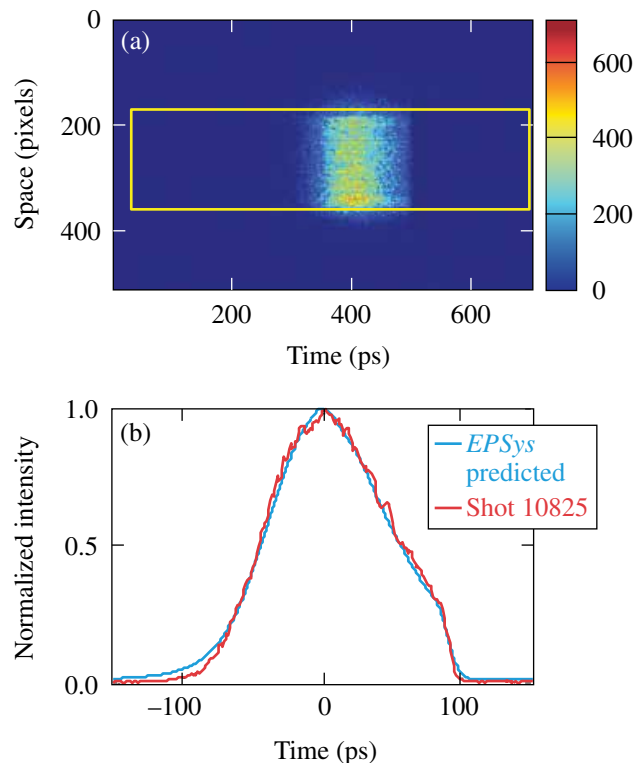 (a)
0
200
400
Space (pixels)
200 400 600
Time (ps)
600
400
200
0
(b)
1.0
0.5
0.0
Normalized intensity
EPSys
predicted
Shot 10825
–100 0 100
Time (ps)